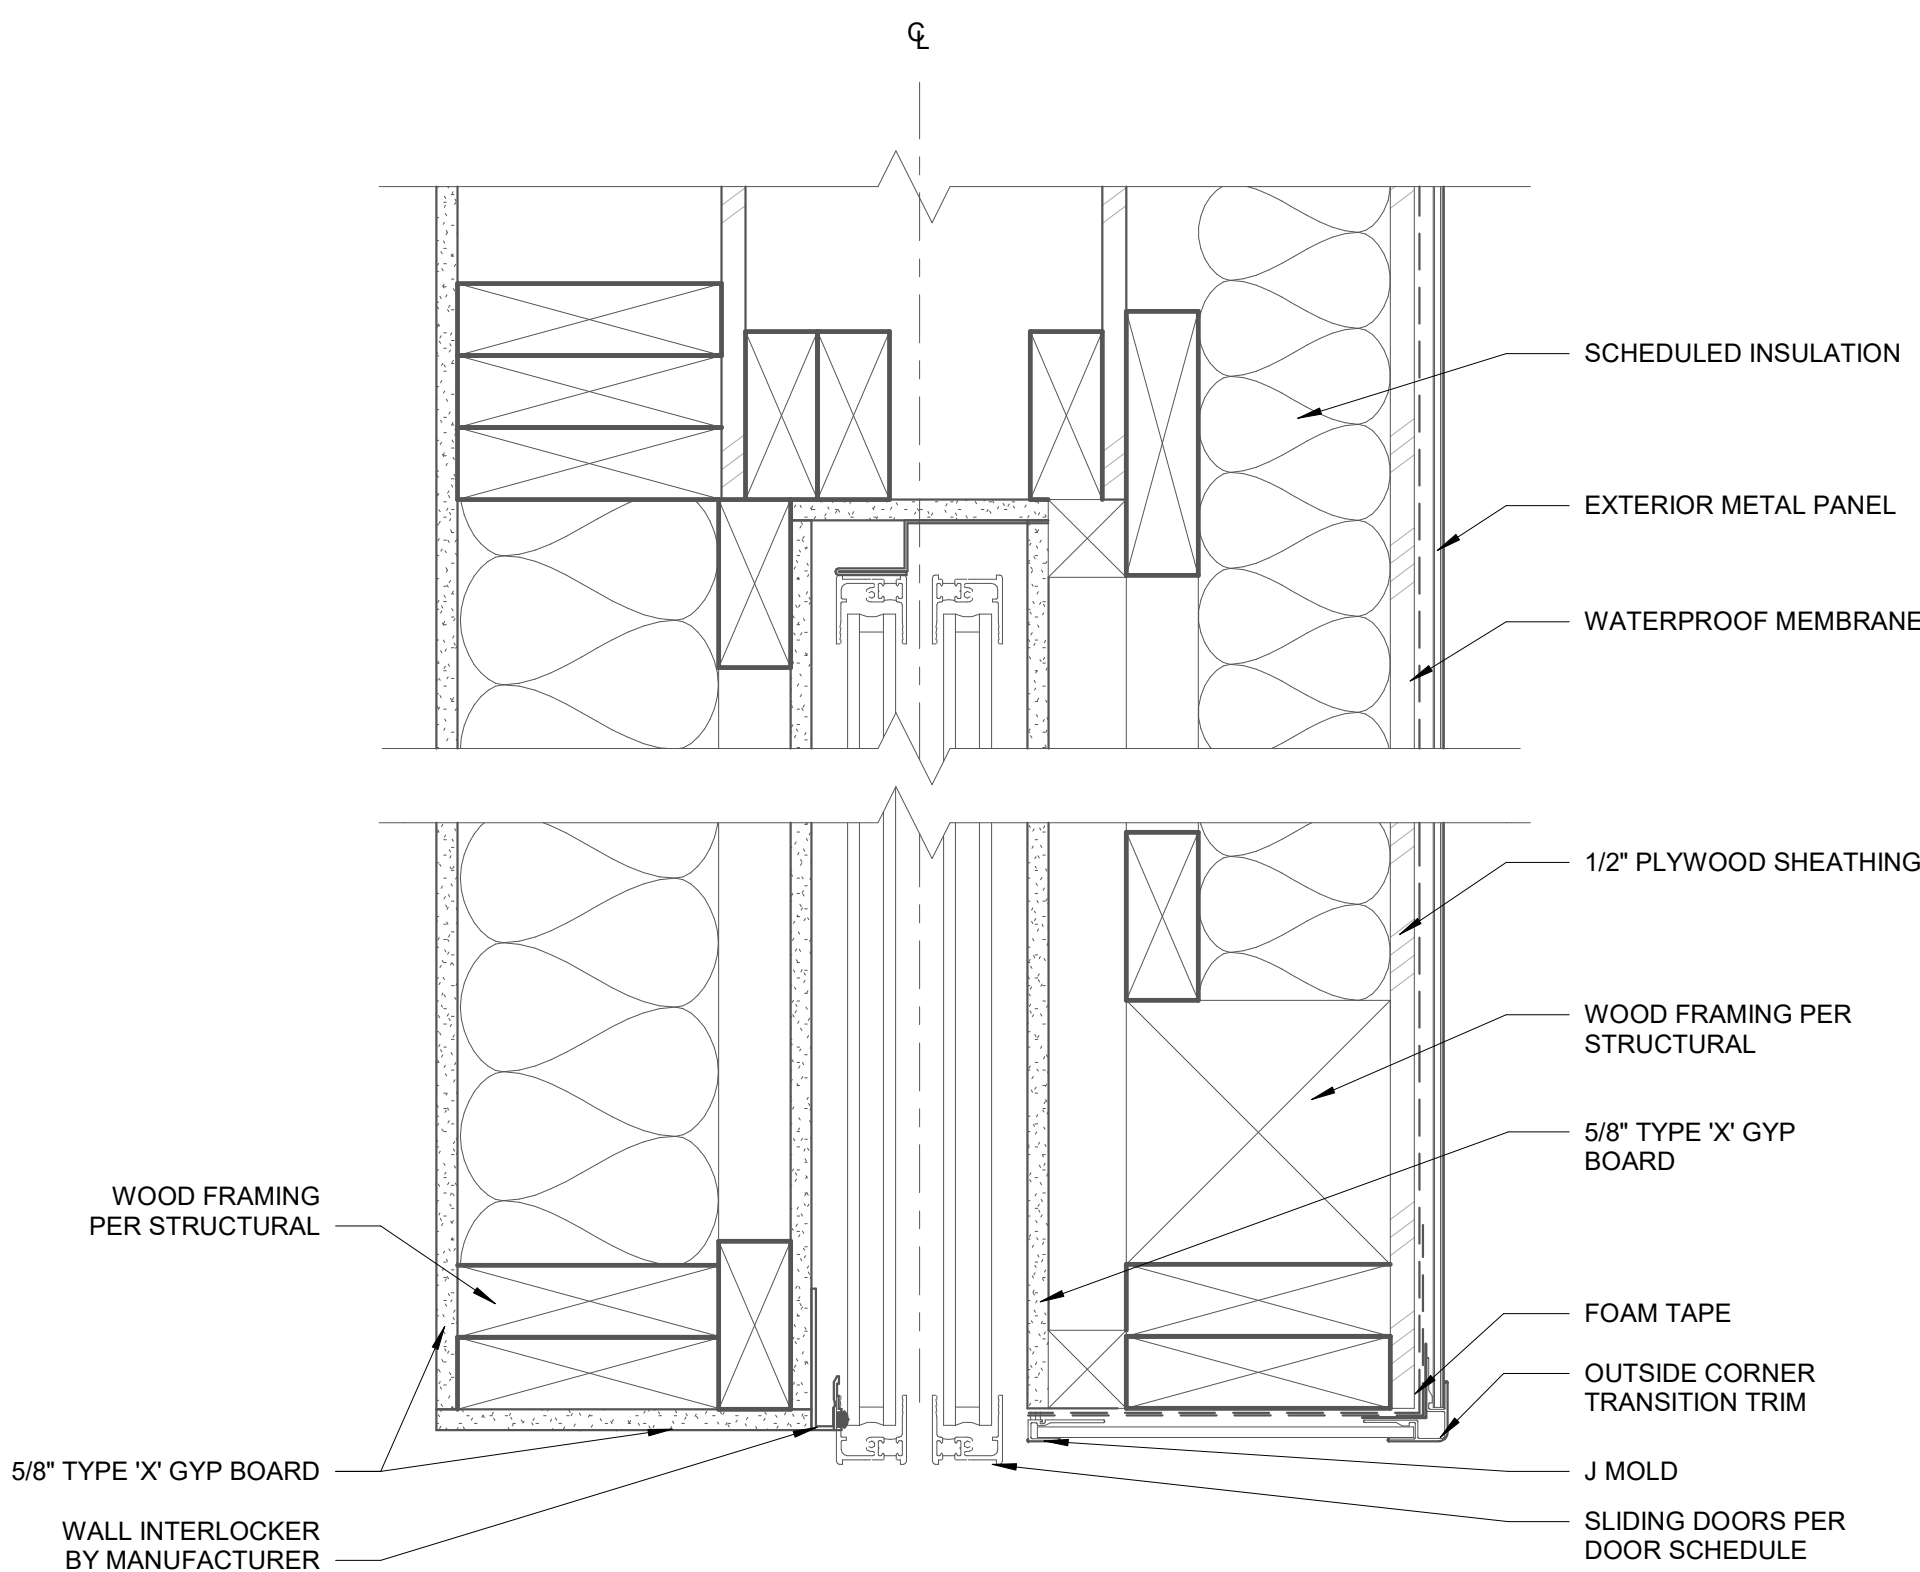 ℄
SCHEDULED INSULATION
EXTERIOR METAL PANEL
WATERPROOF MEMBRANE
1/2" PLYWOOD SHEATHING
WOOD FRAMING PER
STRUCTURAL
5/8" TYPE 'X' GYP
BOARD
WOOD FRAMING
PER STRUCTURAL
FOAM TAPE
OUTSIDE CORNER
TRANSITION TRIM
5/8" TYPE 'X' GYP BOARD
J MOLD
WALL INTERLOCKER
BY MANUFACTURER
SLIDING DOORS PER
DOOR SCHEDULE